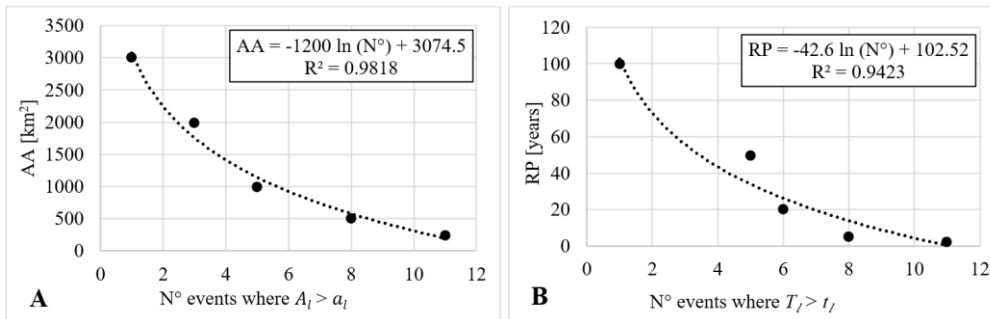 3500
3000
2500
2000
1500
1000
500
0
AA [km²]
AA = -1200 ln (N°) + 3074.5
R² = 0.9818
0 2 4 6 8 10 12
A
N° events where Aₗ > aₗ
120
100
80
60
40
20
0
RP [years]
RP = -42.6 ln (N°) + 102.52
R² = 0.9423
0 2 4 6 8 10 12
B
N° events where Tₗ > tₗ